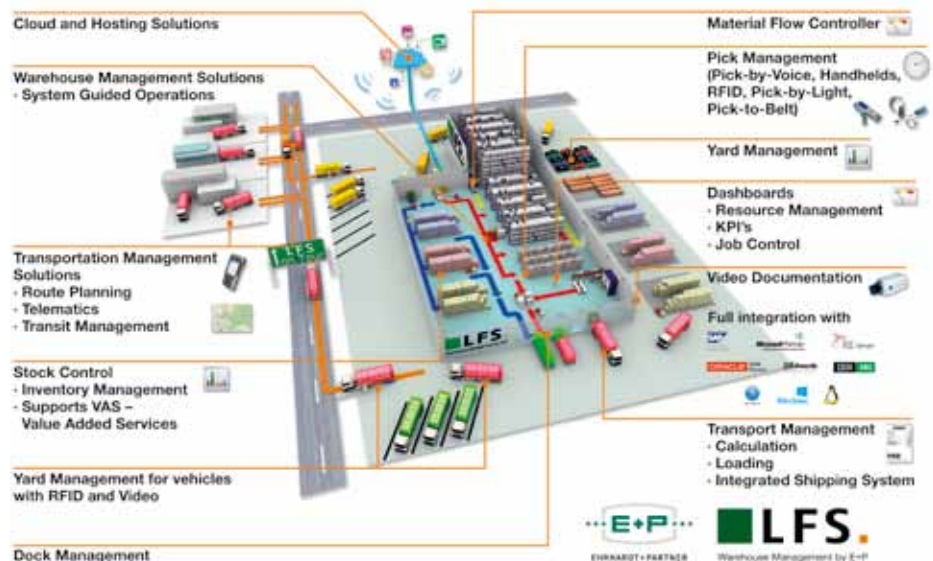 Cloud and Hosting Solutions
Warehouse Management Solutions
· System Guided Operations
Transportation Management
Solutions
· Route Planning
· Telematics
· Transit Management
Stock Control
· Inventory Management
· Supports VAS –
Value Added Services
Yard Management for vehicles
with RFID and Video
Dock Management
LFS
LFS
Material Flow Controller
Pick Management
(Pick-by-Voice, Handhelds,
RFID, Pick-by-Light,
Pick-to-Belt)
Yard Management
Dashboards
· Resource Management
· KPI's
· Job Control
Video Documentation
Full integration with
SAP
ORACLE
Windows
Transport Management
· Calculation
· Loading
· Integrated Shipping System
E+P
EHRHARDT+PARTNER
LFS.
Warehouse Management by E+P